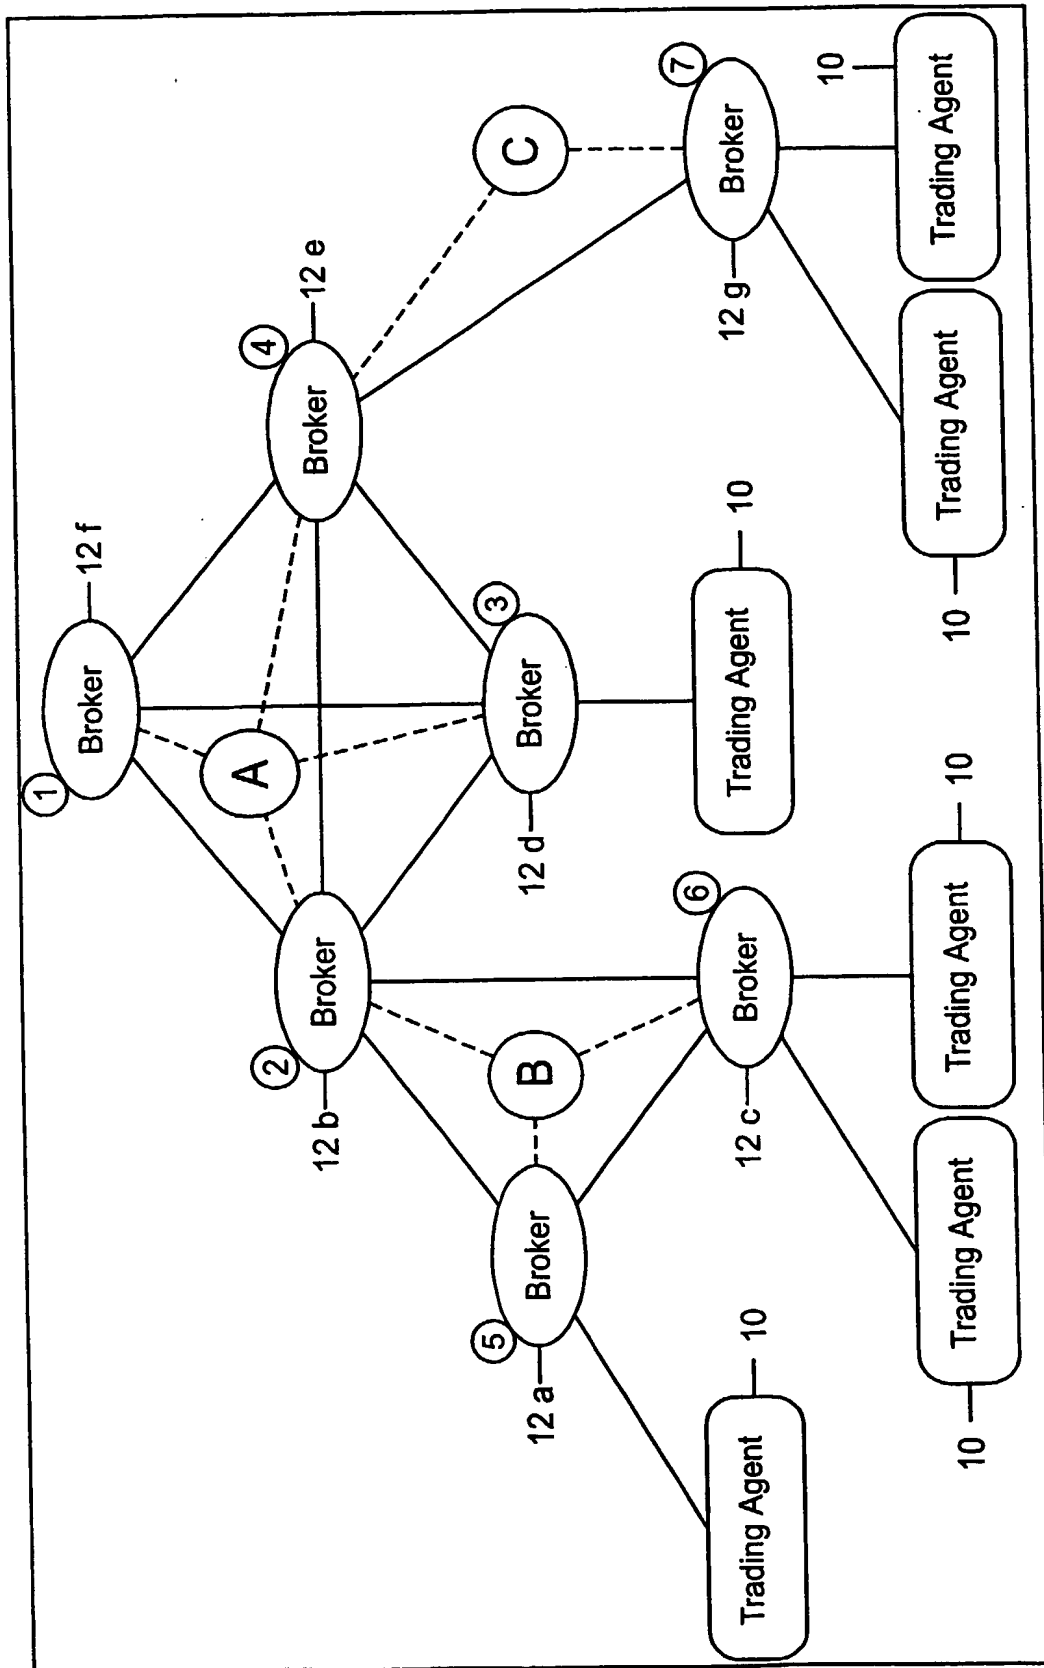 1
Broker
12 f
2
A
4
12 b
Broker
Broker
12 e
5
3
12 a
Broker
B
12 d
Broker
C
6
7
Trading Agent
10
12 c
Broker
Trading Agent
10
12 g
Broker
10
10
Trading Agent
Trading Agent
10
10
Trading Agent
Trading Agent